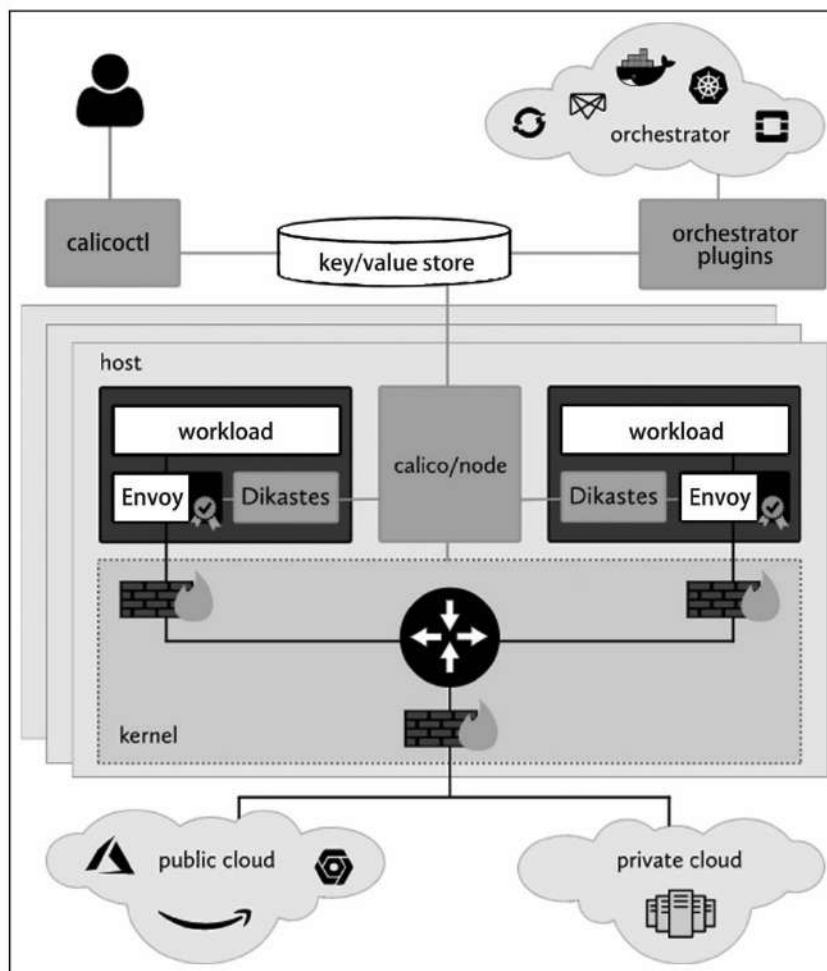 orchestrator
calicoctl
key/value store
orchestrator
plugins
host
workload
workload
calico/node
Envoy
Dikastes
Dikastes
Envoy
kernel
public cloud
private cloud